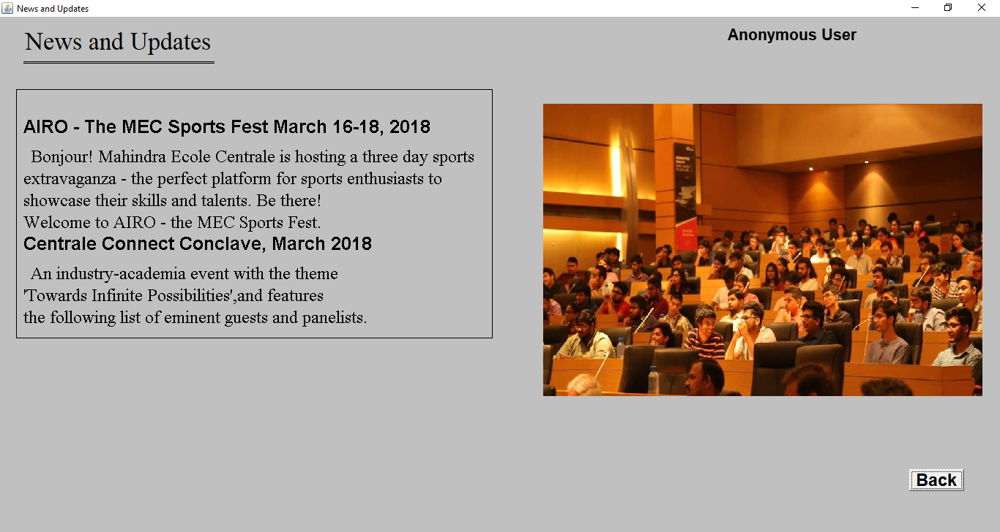 News and Updates
News and Updates
Anonymous User
AIRO - The MEC Sports Fest March 16-18, 2018
Bonjour! Mahindra Ecole Centrale is hosting a three day sports
extravaganza - the perfect platform for sports enthusiasts to
showcase their skills and talents. Be there!
Welcome to AIRO - the MEC Sports Fest.
Centrale Connect Conclave, March 2018
An industry-academia event with the theme
'Towards Infinite Possibilities',and features
the following list of eminent guests and panelists.
Back